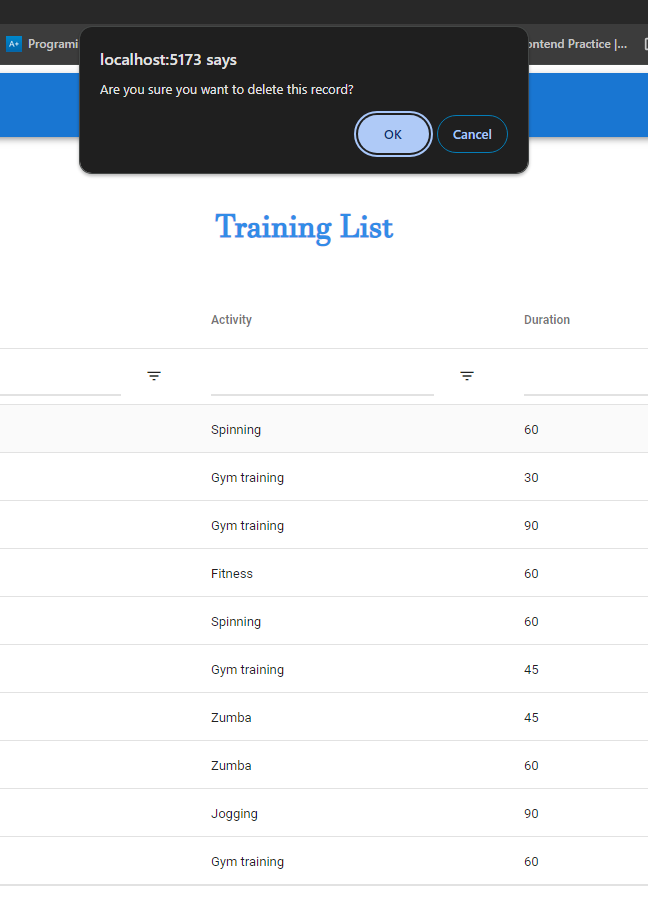 A+ Programi
ontend Practice |...
localhost:5173 says
Are you sure you want to delete this record?
OK Cancel
Training List
Activity Duration
Spinning 60
Gym training 30
Gym training 90
Fitness 60
Spinning 60
Gym training 45
Zumba 45
Zumba 60
Jogging 90
Gym training 60